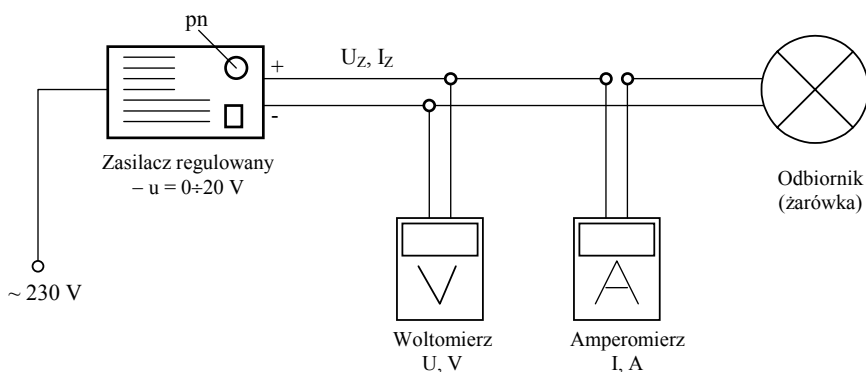 pn
+
U_Z, I_Z
-
Zasilacz regulowany
– u = 0÷20 V
~ 230 V
V
A
Woltomierz
U, V
Amperomierz
I, A
Odbiornik
(żarówka)